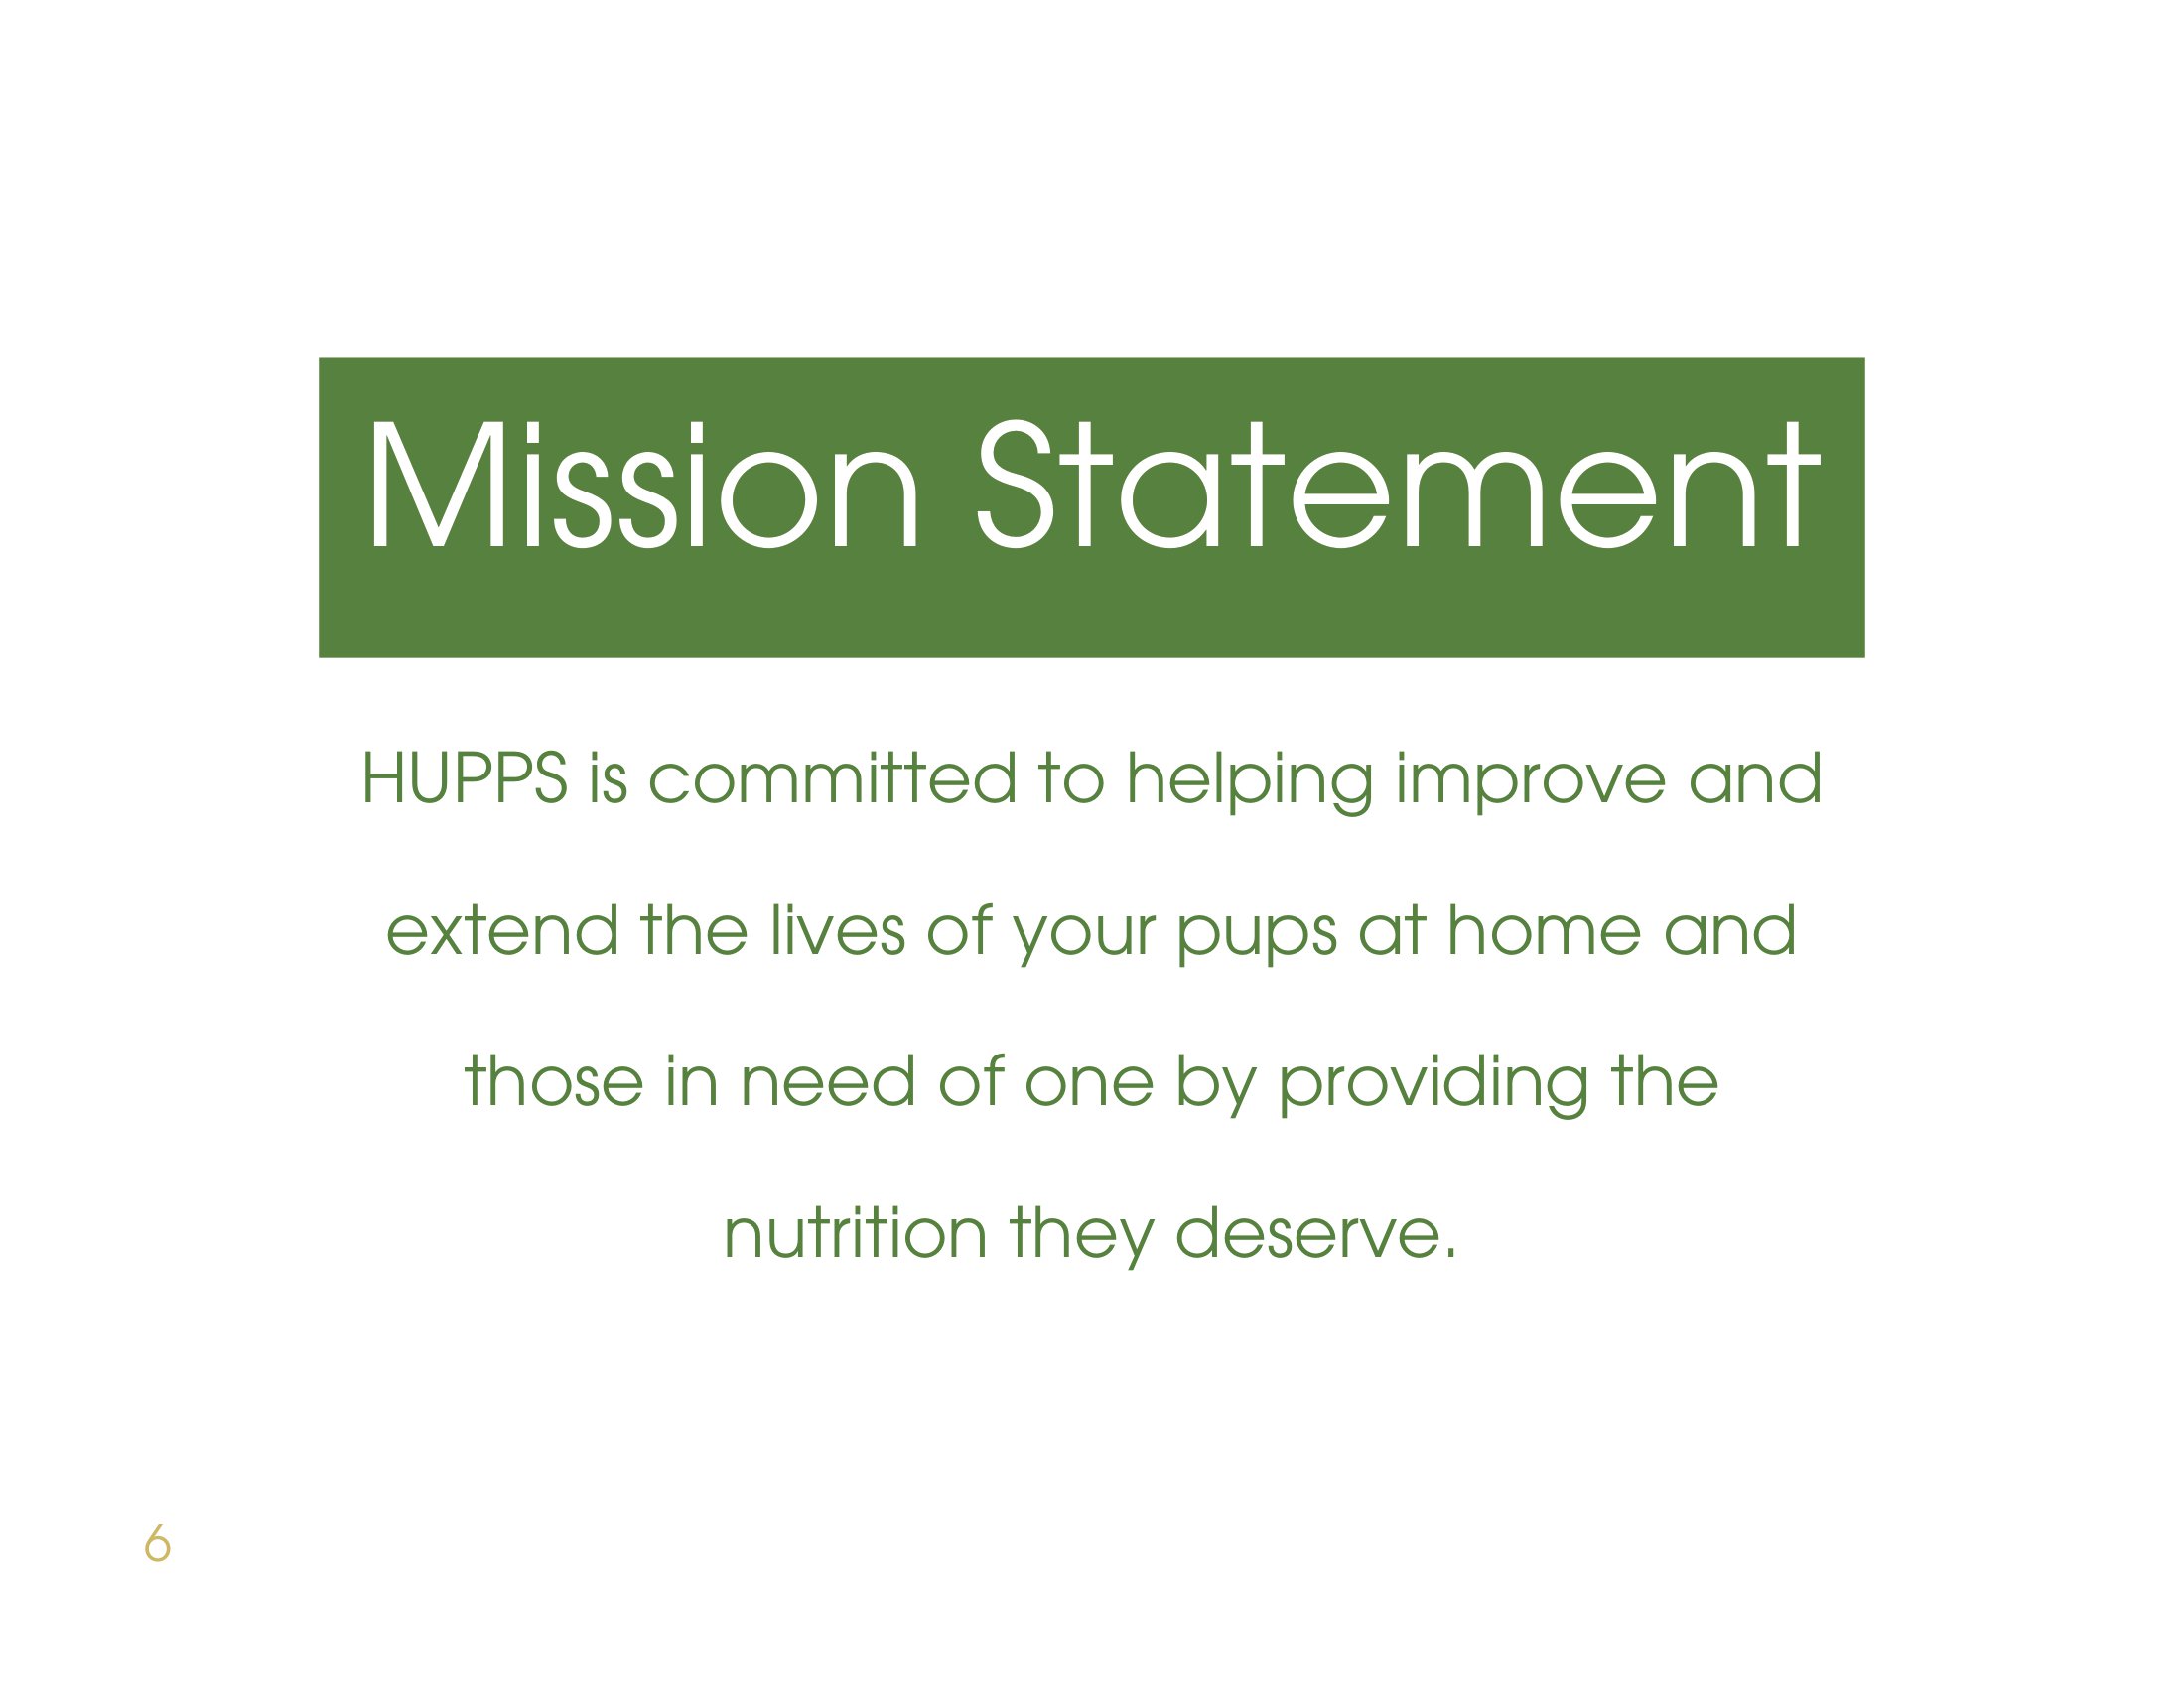 Mission Statement
HUPPS is committed to helping improve and
extend the lives of your pups at home and
those in need of one by providing the
nutrition they deserve.
6